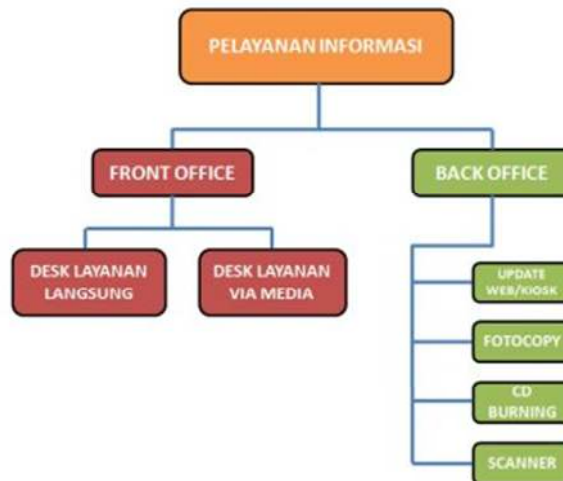 PELAYANAN INFORMASI
FRONT OFFICE
BACK OFFICE
DESK LAYANAN
LANGSUNG
DESK LAYANAN
VIA MEDIA
UPDATE
WEB/KIOSK
FOTOCOPY
CD
BURNING
SCANNER